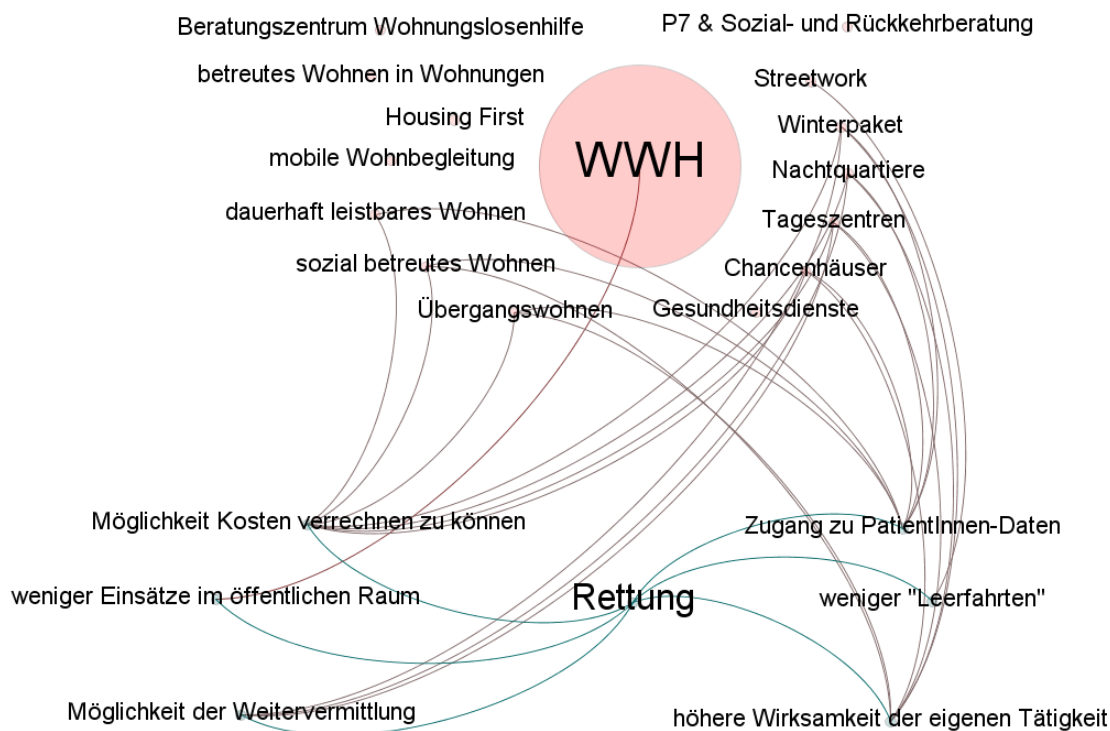 Beratungszentrum Wohnungslosenhilfe
P7 & Sozial- und Rückkehrberatung
betreutes Wohnen in Wohnungen
Streetwork
Housing First
Winterpaket
mobile Wohnbegleitung
WWH
Nachtquartiere
dauerhaft leistbares Wohnen
Tageszentren
sozial betreutes Wohnen
Chancenhäuser
Übergangswohnen
Gesundheitsdienste
Möglichkeit Kosten verrechnen zu können
Zugang zu PatientInnen-Daten
weniger Einsätze im öffentlichen Raum
Rettung
weniger "Leerfahrten"
Möglichkeit der Weitervermittlung
höhere Wirksamkeit der eigenen Tätigkeit